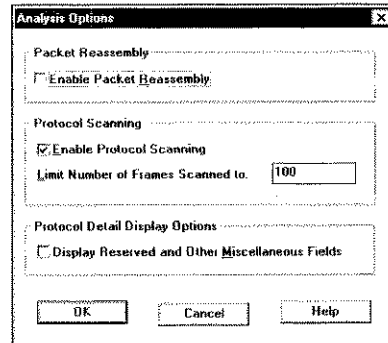 Analysis Options
Packet Reassembly
Enable Packet Reassembly
Protocol Scanning
Enable Protocol Scanning
Limit Number of Frames Scanned to. 100
Protocol Detail Display Options
Display Reserved and Other Miscellaneous Fields
OK Cancel Help